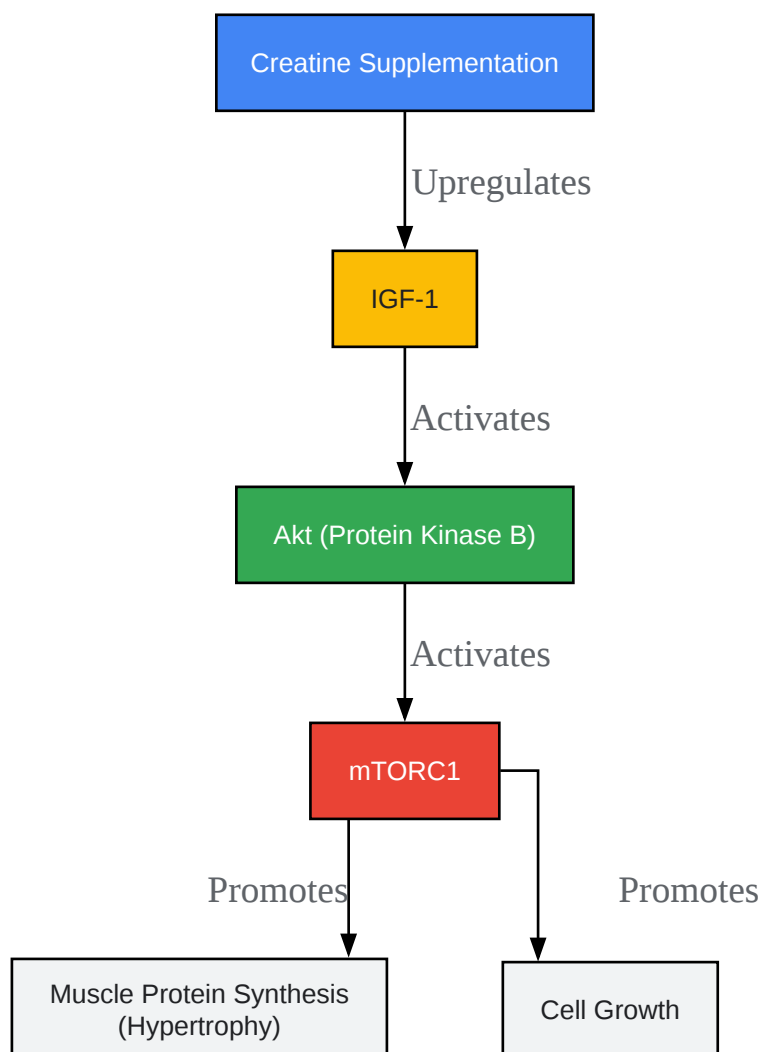 Creatine Supplementation
Upregulates
IGF-1
Activates
Akt (Protein Kinase B)
Activates
mTORC1
Promotes
Promotes
Muscle Protein Synthesis
(Hypertrophy)
Cell Growth